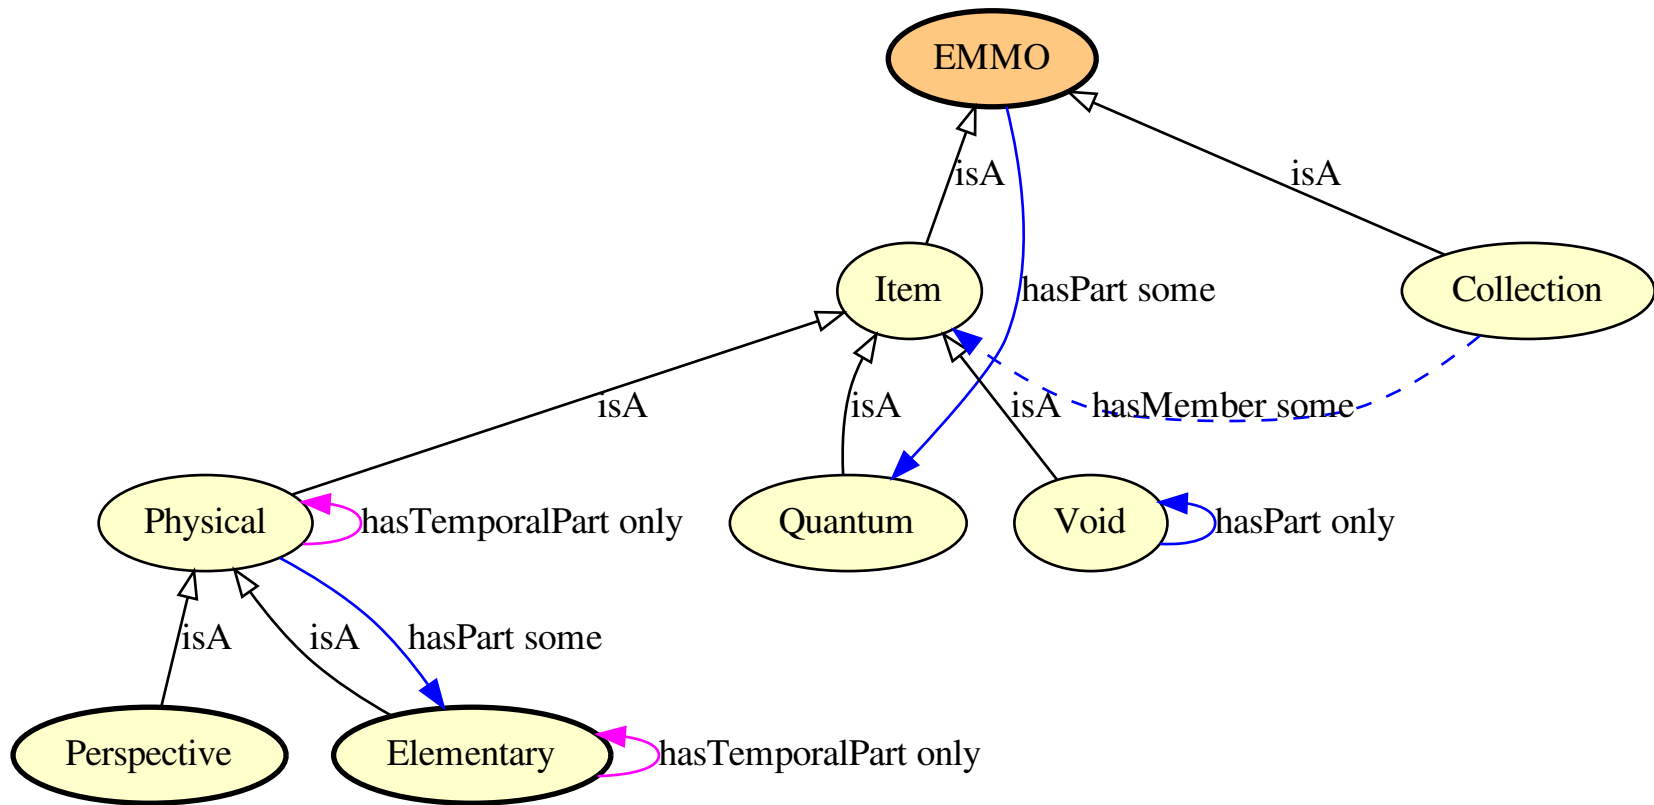 EMMO
isA
isA
Item
hasPart some
Collection
isA
isA
isA
hasMember some
Physical
hasTemporalPart only
Quantum
Void
hasPart only
isA
isA
hasPart some
Perspective
Elementary
hasTemporalPart only